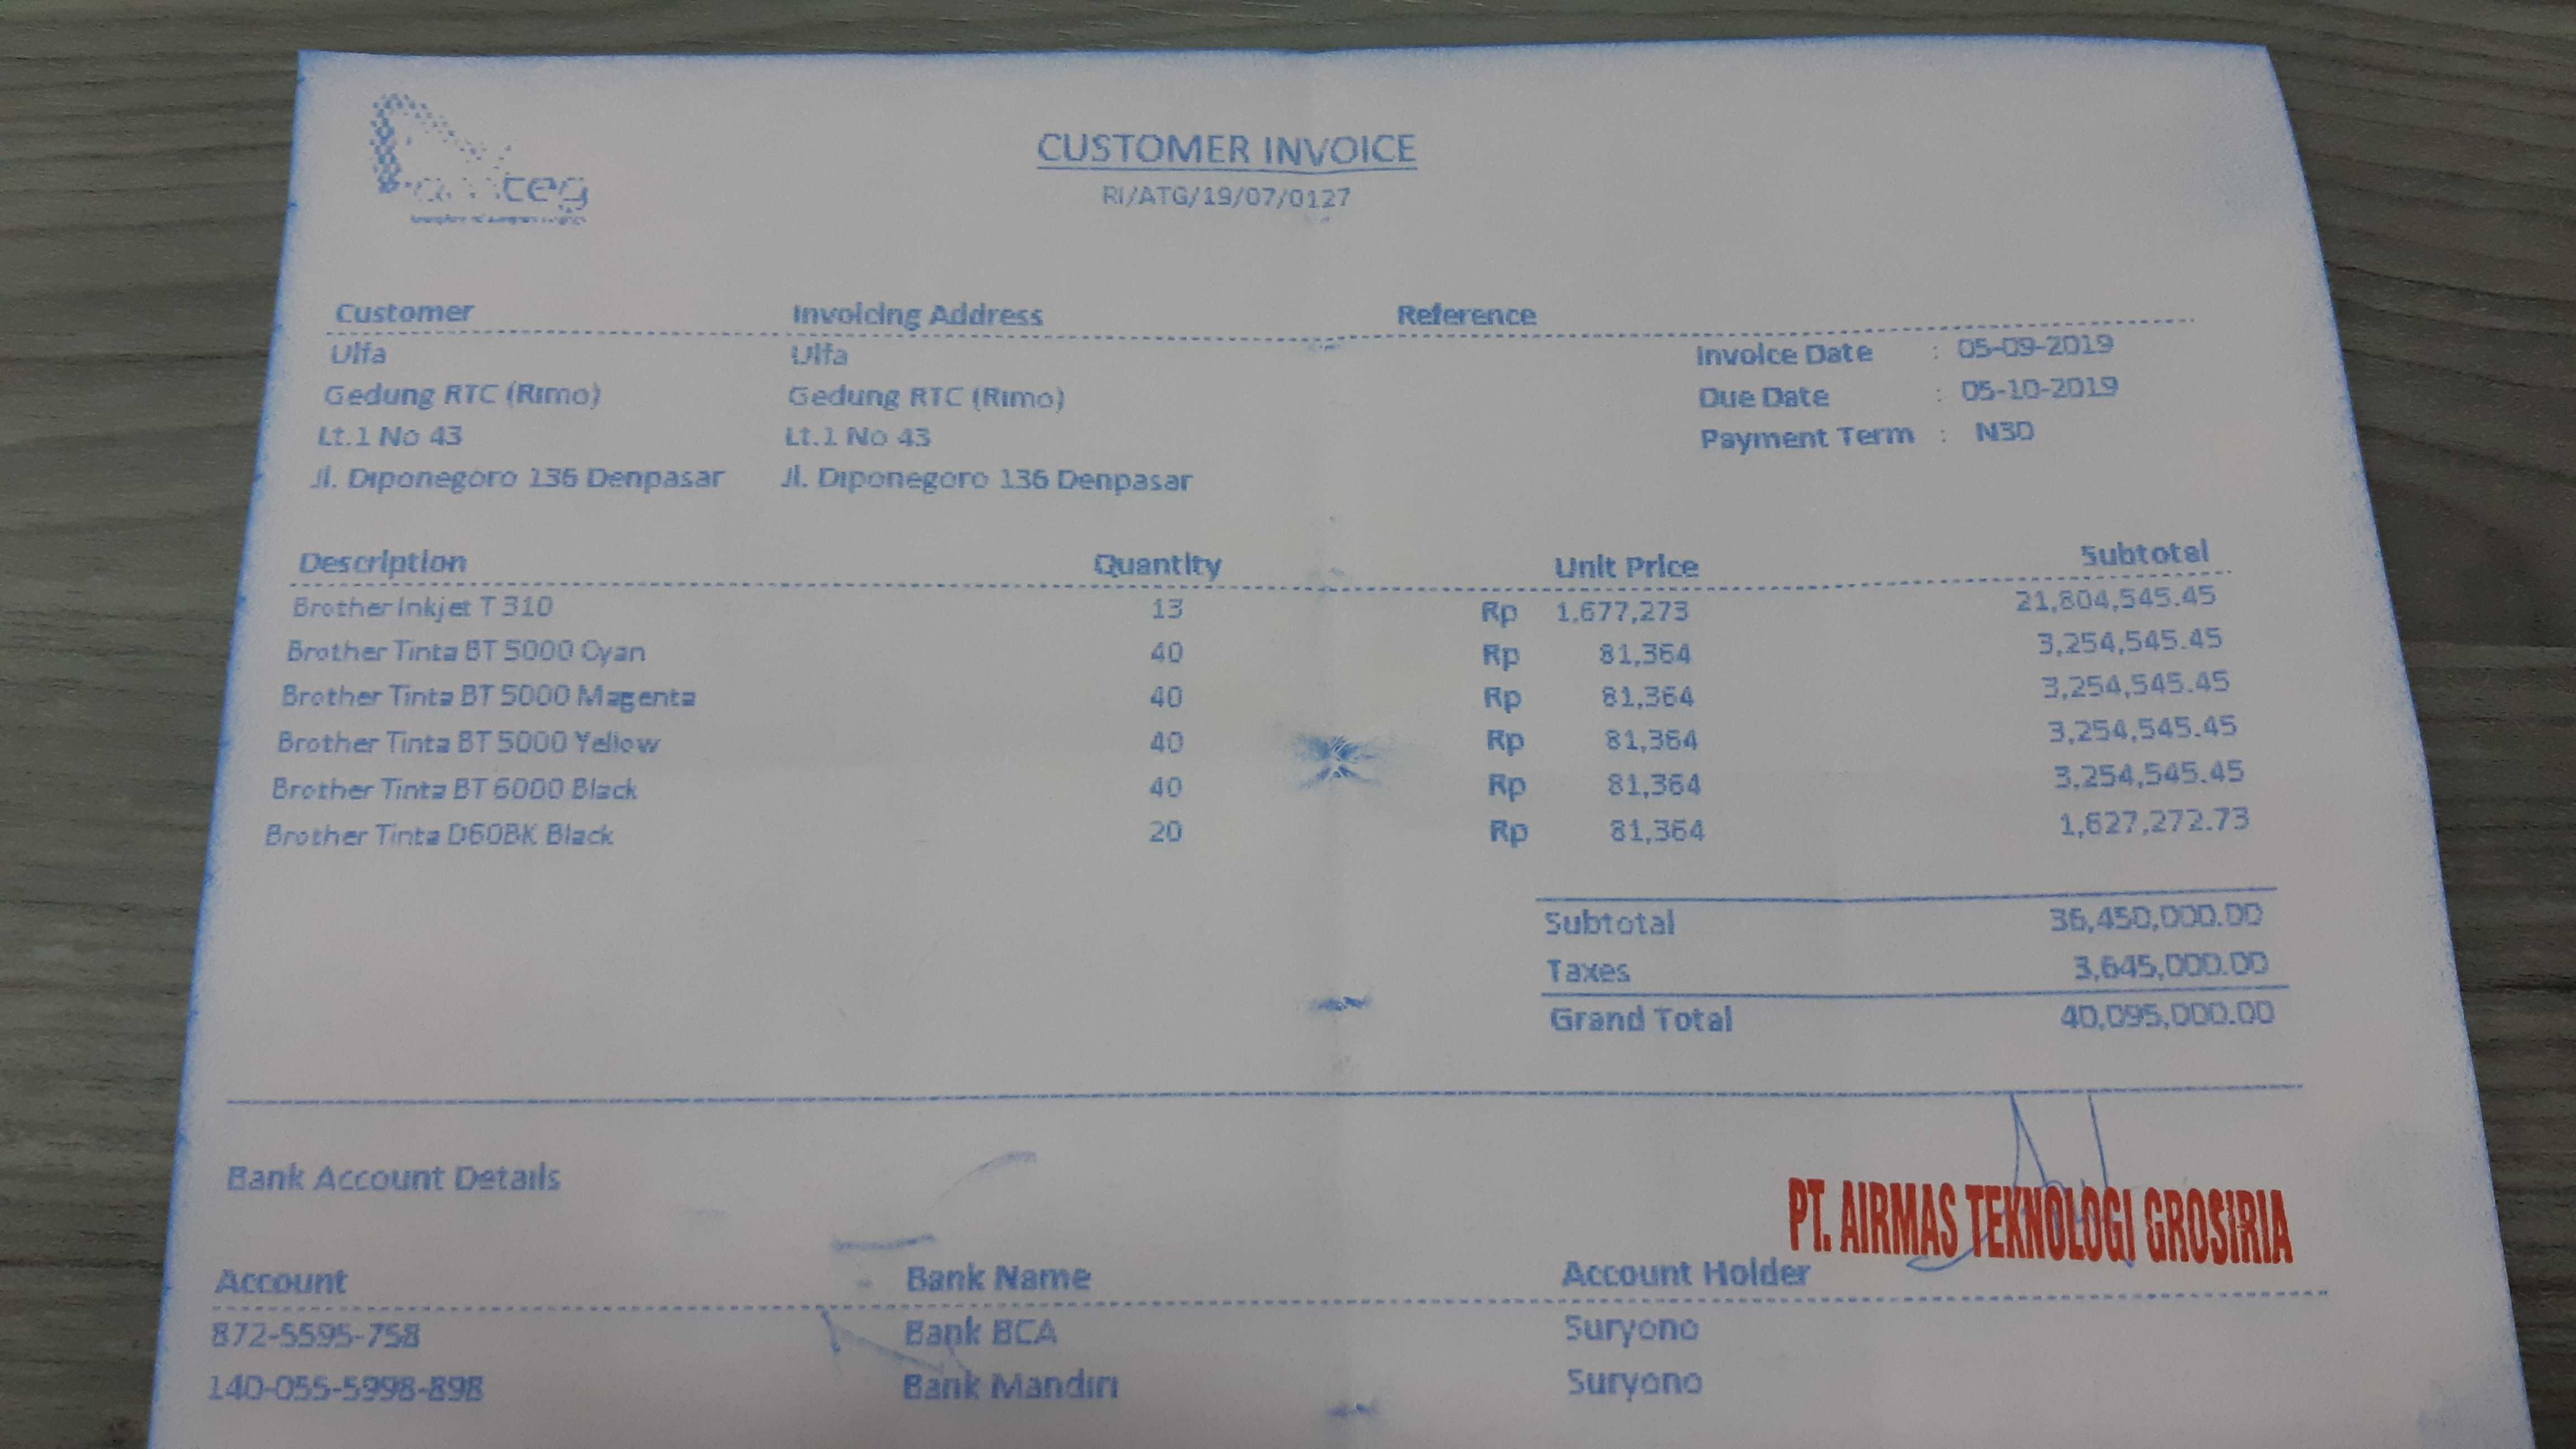 CUSTOMER INVOICE
RI/ATG/19/07/0127
Customer Invoicing Address Reference
Ulfa Ulfa Invoice Date : 05-09-2019
Gedung RTC (Rimo) Gedung RTC (Rimo) Due Date : 05-10-2019
Lt.1 No 43 Lt.1 No 43 Payment Term : N30
Jl. Diponegoro 136 Denpasar Jl. Diponegoro 136 Denpasar
Description Quantity Unit Price Subtotal
Brother Inkjet T 310 13 Rp 1,677,273 21,804,545.45
Brother Tinta BT 5000 Cyan 40 Rp 81,364 3,254,545.45
Brother Tinta BT 5000 Magenta 40 Rp 81,364 3,254,545.45
Brother Tinta BT 5000 Yellow 40 Rp 81,364 3,254,545.45
Brother Tinta BT 6000 Black 40 Rp 81,364 3,254,545.45
Brother Tinta D60BK Black 20 Rp 81,364 1,627,272.73
Subtotal 36,450,000.00
Taxes 3,645,000.00
Grand Total 40,095,000.00
Bank Account Details
PT. AIRMAS TEKNOLOGI GROSIRIA
Account Bank Name Account Holder
872-5595-758 Bank BCA Suryono
140-055-5998-898 Bank Mandiri Suryono